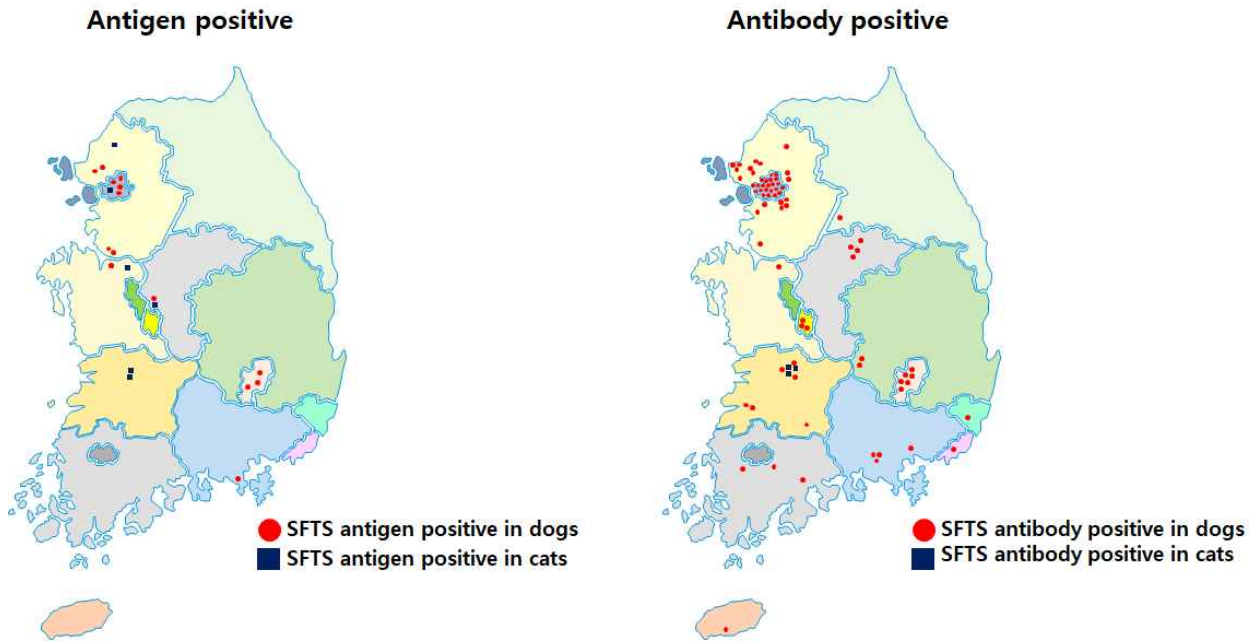 Antigen positive
Antibody positive
SFTS antigen positive in dogs
SFTS antigen positive in cats
SFTS antibody positive in dogs
SFTS antibody positive in cats